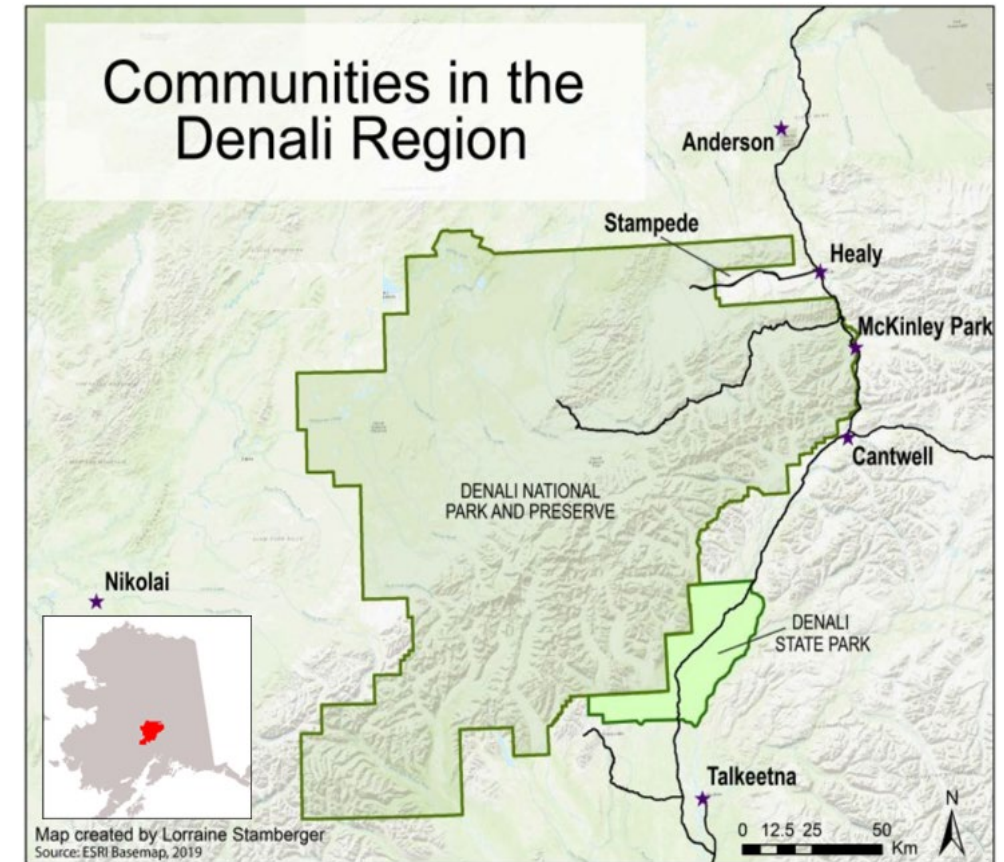 Communities in the
Denali Region
Anderson
Stampede
Healy
McKinley Park
Cantwell
DENALI NATIONAL
PARK AND PRESERVE
Nikolai
DENALI
STATE PARK
Talkeetna
N
0 12.5 25 50
Km
Map created by Lorraine Stamberger
Source: ESRI Basemap, 2019